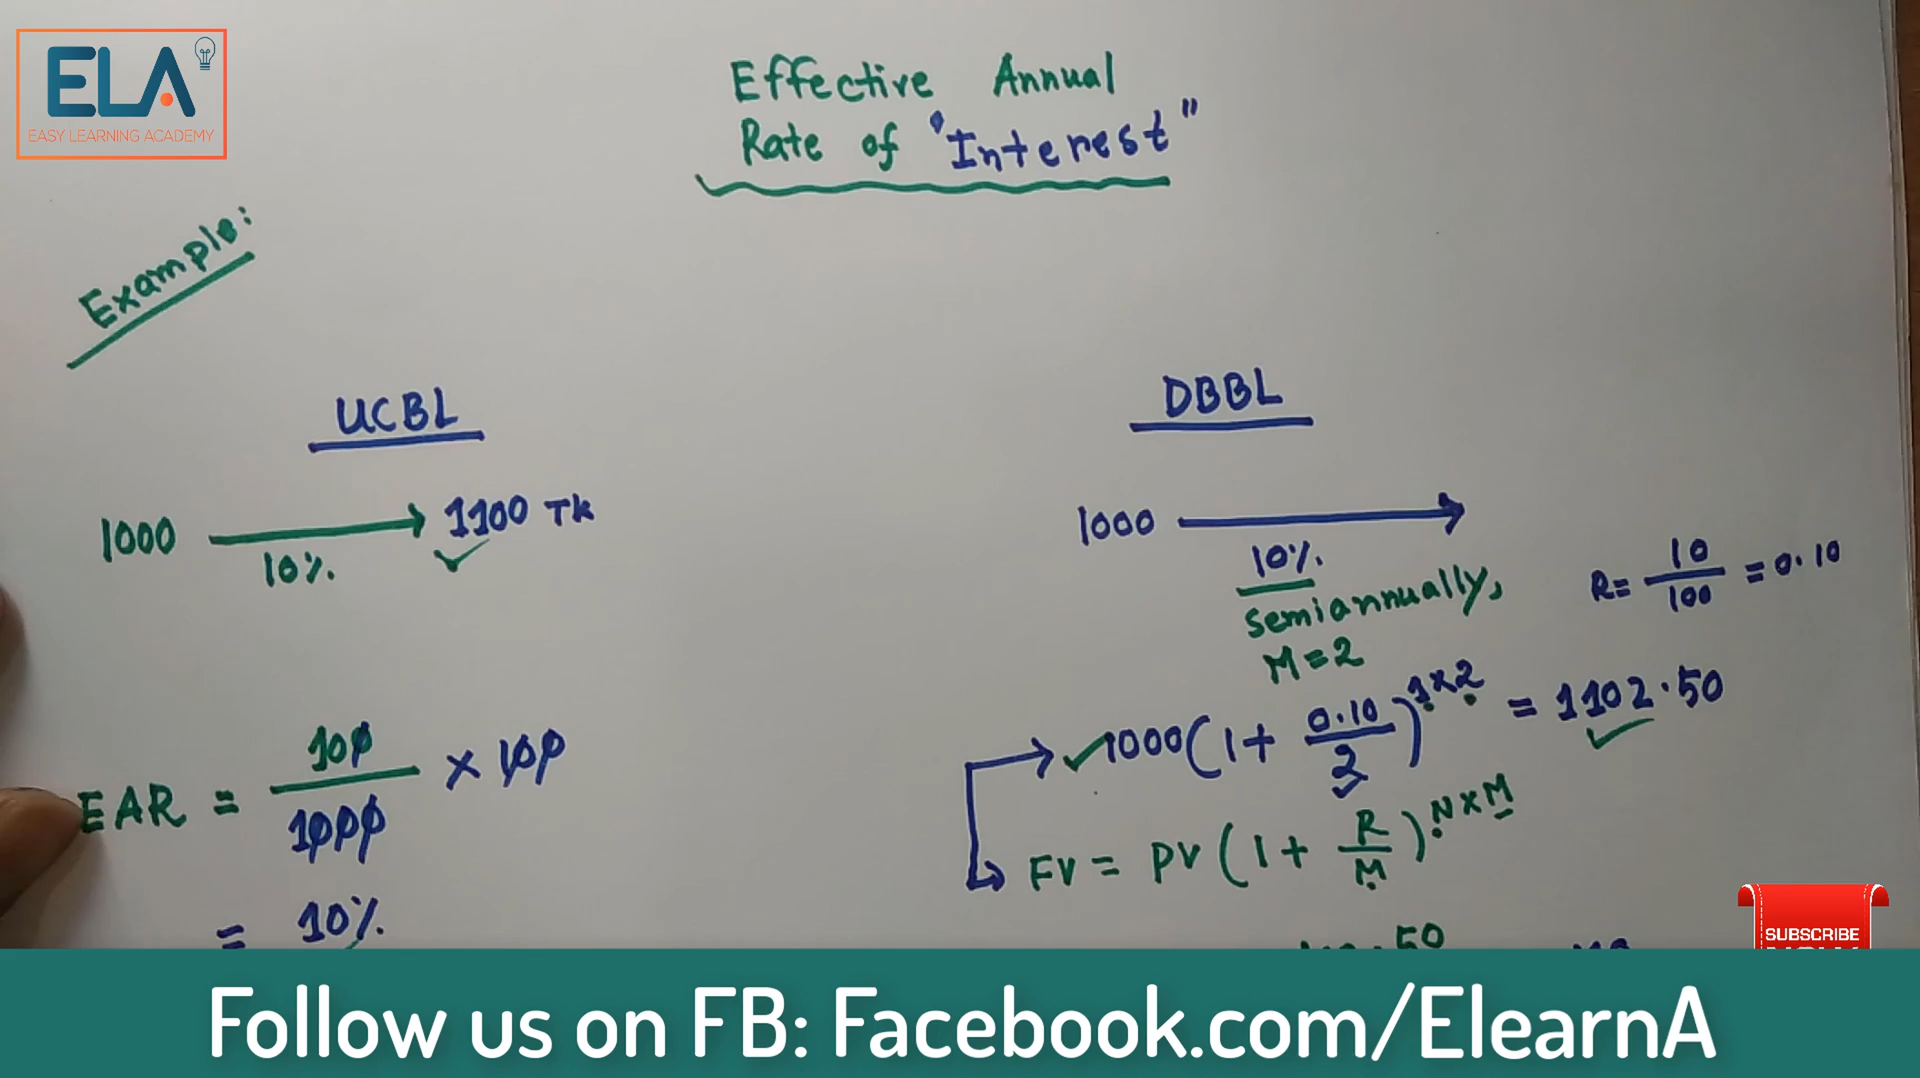 ELA
EASY LEARNING ACADEMY
Effective Annual
Rate of "Interest"
Example:
UCBL
1000 → 1100 TK
10%.
EAR = 100/1000 × 100
= 10%.
DBBL
1000 →
10%.
semiannually,
M=2
R= 10/100 = 0.10
1000(1+ 0.10/2)^1×2 = 1102.50
FV = PV (1+ R/M)^N×M
.50
SUBSCRIBE
Follow us on FB: Facebook.com/ElearnA